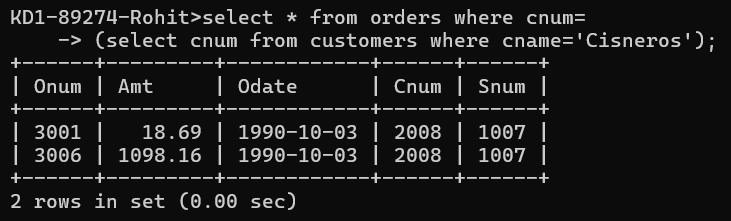 KD1-89274-Rohit>select * from orders where cnum=
    -> (select cnum from customers where cname='Cisneros');
+------+---------+------------+------+------+
| Onum | Amt     | Odate      | Cnum | Snum |
+------+---------+------------+------+------+
| 3001 |   18.69 | 1990-10-03 | 2008 | 1007 |
| 3006 | 1098.16 | 1990-10-03 | 2008 | 1007 |
+------+---------+------------+------+------+
2 rows in set (0.00 sec)